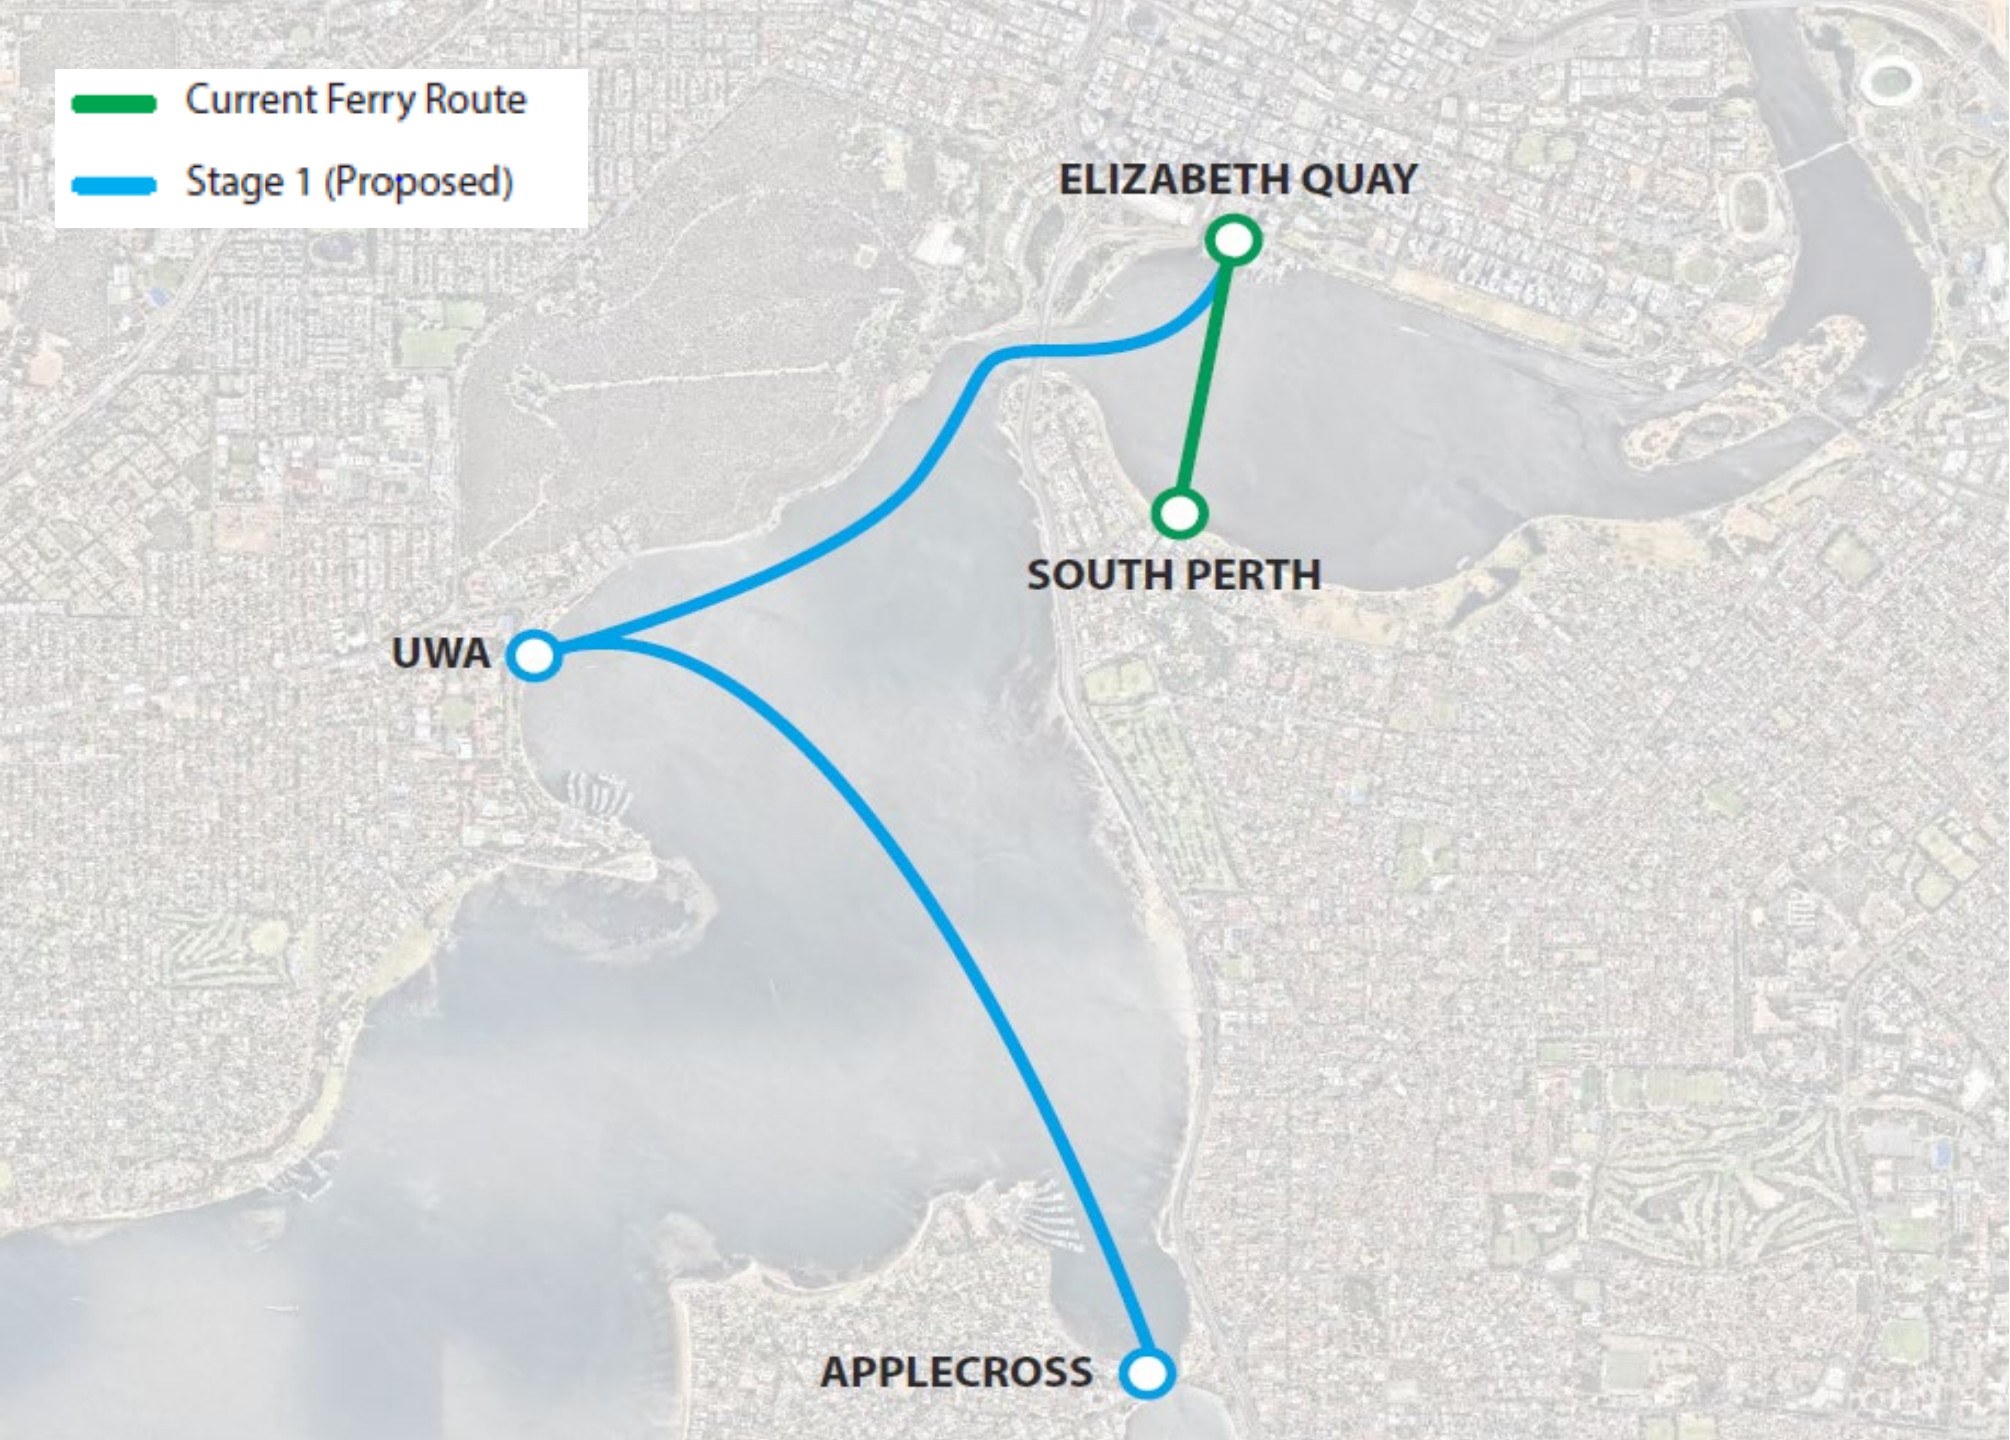 Current Ferry Route
Stage 1 (Proposed)
ELIZABETH QUAY
SOUTH PERTH
UWA
APPLECROSS